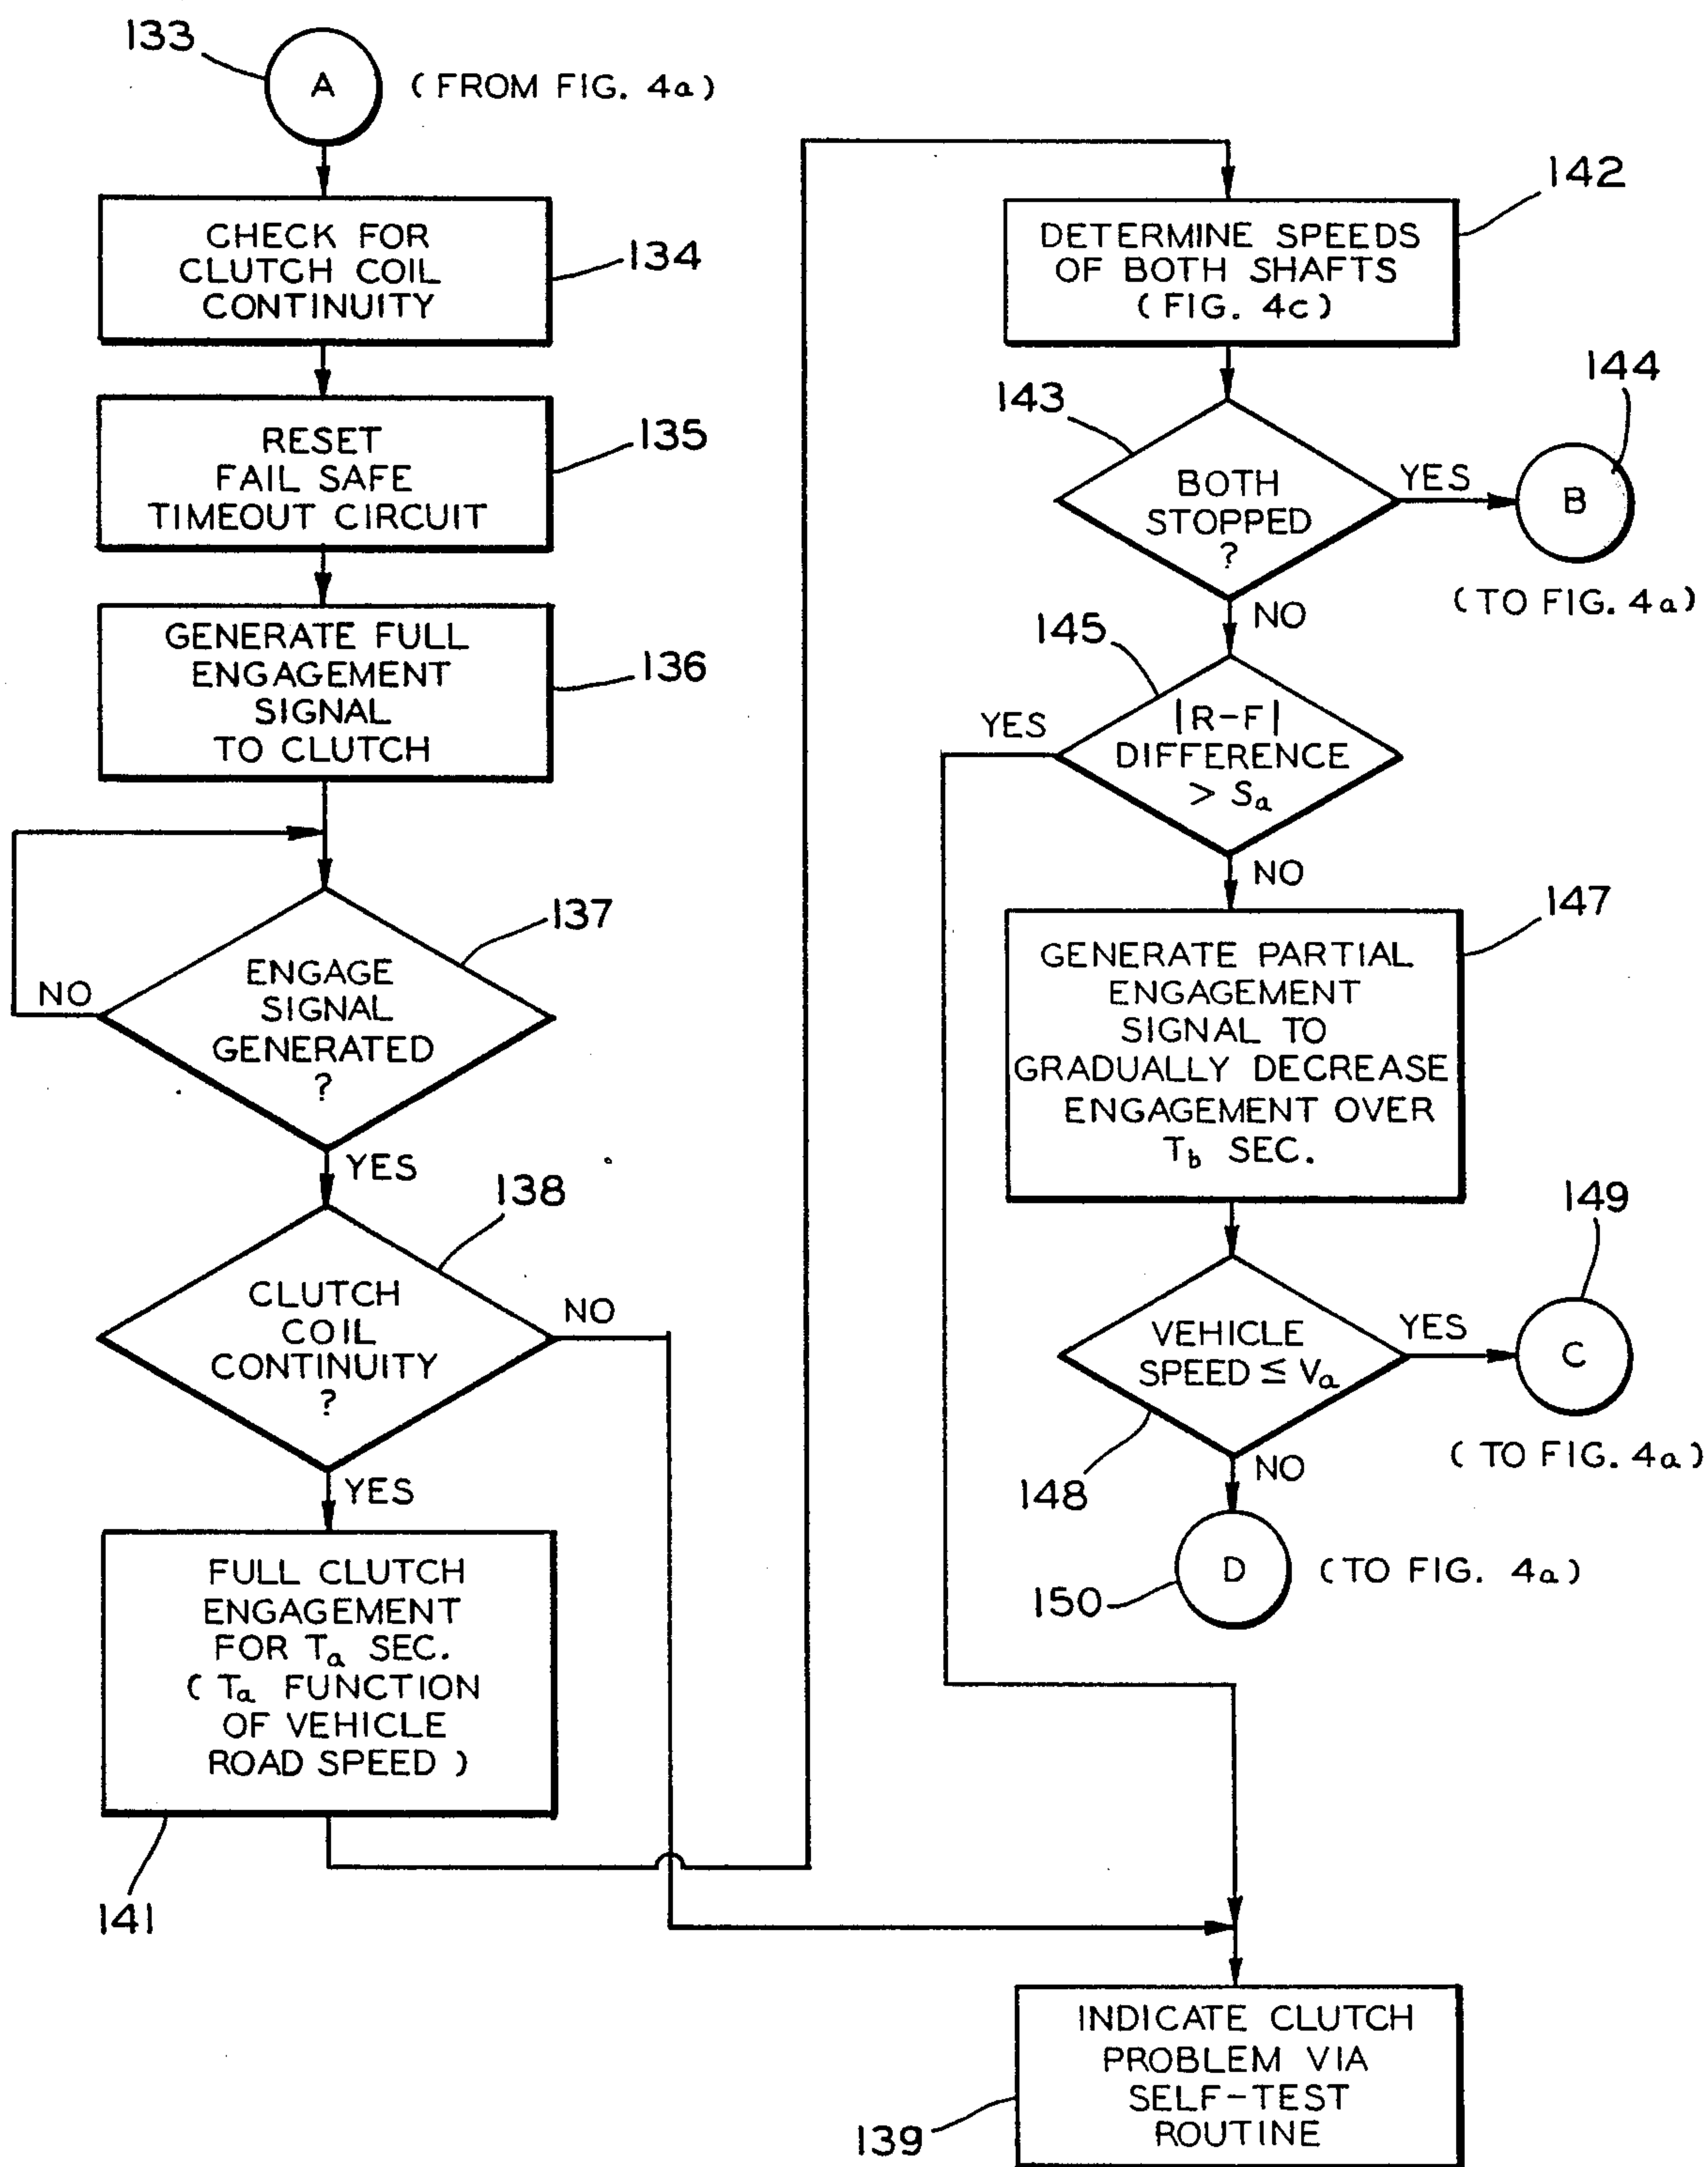 133
A
( FROM FIG. 4a )
CHECK FOR
CLUTCH COIL
CONTINUITY
134
RESET
FAIL SAFE
TIMEOUT CIRCUIT
135
GENERATE FULL
ENGAGEMENT
SIGNAL
TO CLUTCH
136
ENGAGE
SIGNAL
GENERATED
?
137
NO
YES
CLUTCH
COIL
CONTINUITY
?
138
NO
YES
FULL CLUTCH
ENGAGEMENT
FOR Ta SEC.
( Ta FUNCTION
OF VEHICLE
ROAD SPEED )
141
DETERMINE SPEEDS
OF BOTH SHAFTS
( FIG. 4c )
142
143
BOTH
STOPPED
?
YES
144
B
( TO FIG. 4a )
NO
145
|R-F|
DIFFERENCE
> Sa
YES
NO
147
GENERATE PARTIAL
ENGAGEMENT
SIGNAL TO
GRADUALLY DECREASE
ENGAGEMENT OVER
Tb SEC.
VEHICLE
SPEED ≤ Va
148
YES
149
C
( TO FIG. 4a )
NO
D
150
( TO FIG. 4a )
INDICATE CLUTCH
PROBLEM VIA
SELF-TEST
ROUTINE
139